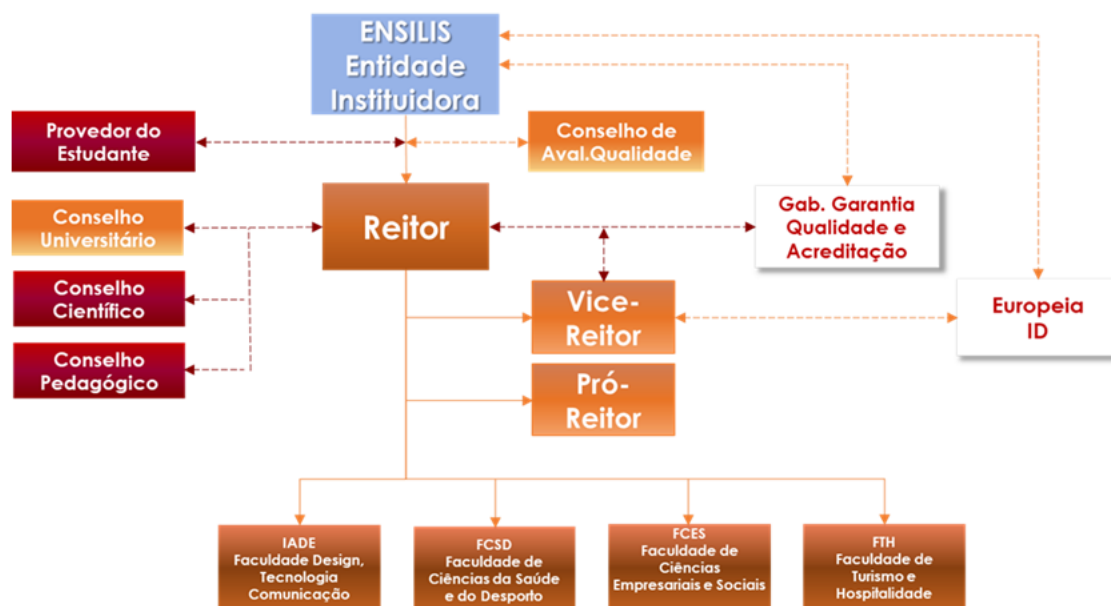 ENSILIS
Entidade
Instituidora
Provedor do
Estudante
Conselho de
Aval.Qualidade
Conselho
Universitário
Reitor
Gab. Garantia
Qualidade e
Acreditação
Conselho
Científico
Vice-
Reitor
Europeia
ID
Conselho
Pedagógico
Pró-
Reitor
IADE
Faculdade Design,
Tecnologia
Comunicação
FCSD
Faculdade de
Ciências da Saúde
e do Desporto
FCES
Faculdade de
Ciências
Empresariais e Sociais
FTH
Faculdade de
Turismo e
Hospitalidade